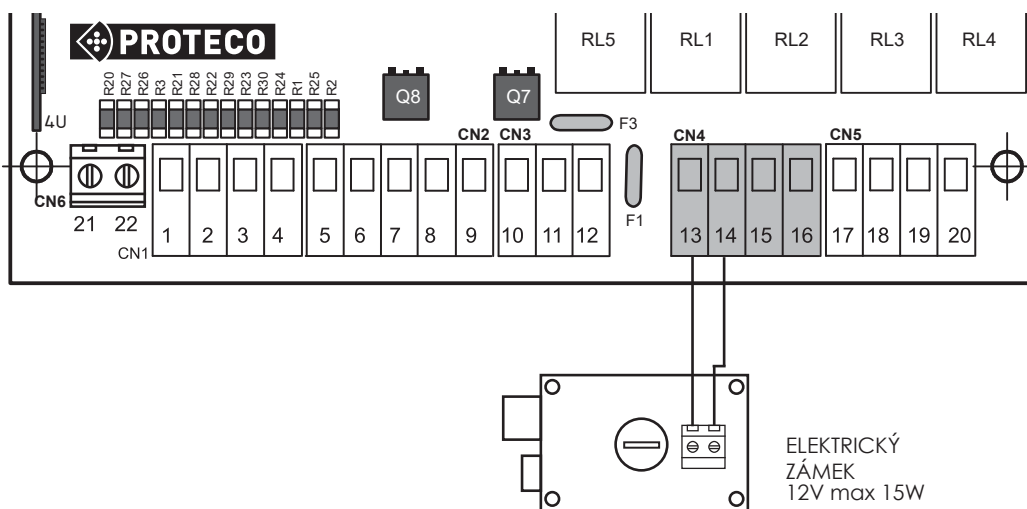 PROTECO
RL5 RL1 RL2 RL3 RL4
R20 R27 R26 R3 R21 R28 R22 R29 R23 R30 R24 R1 R25 R2
Q8 Q7
4U
F3
CN2 CN3 CN4 CN5
CN6
21 22
F1
1 2 3 4 5 6 7 8 9 10 11 12 13 14 15 16 17 18 19 20
CN1
ELEKTRICKÝ
ZÁMEK
12V max 15W